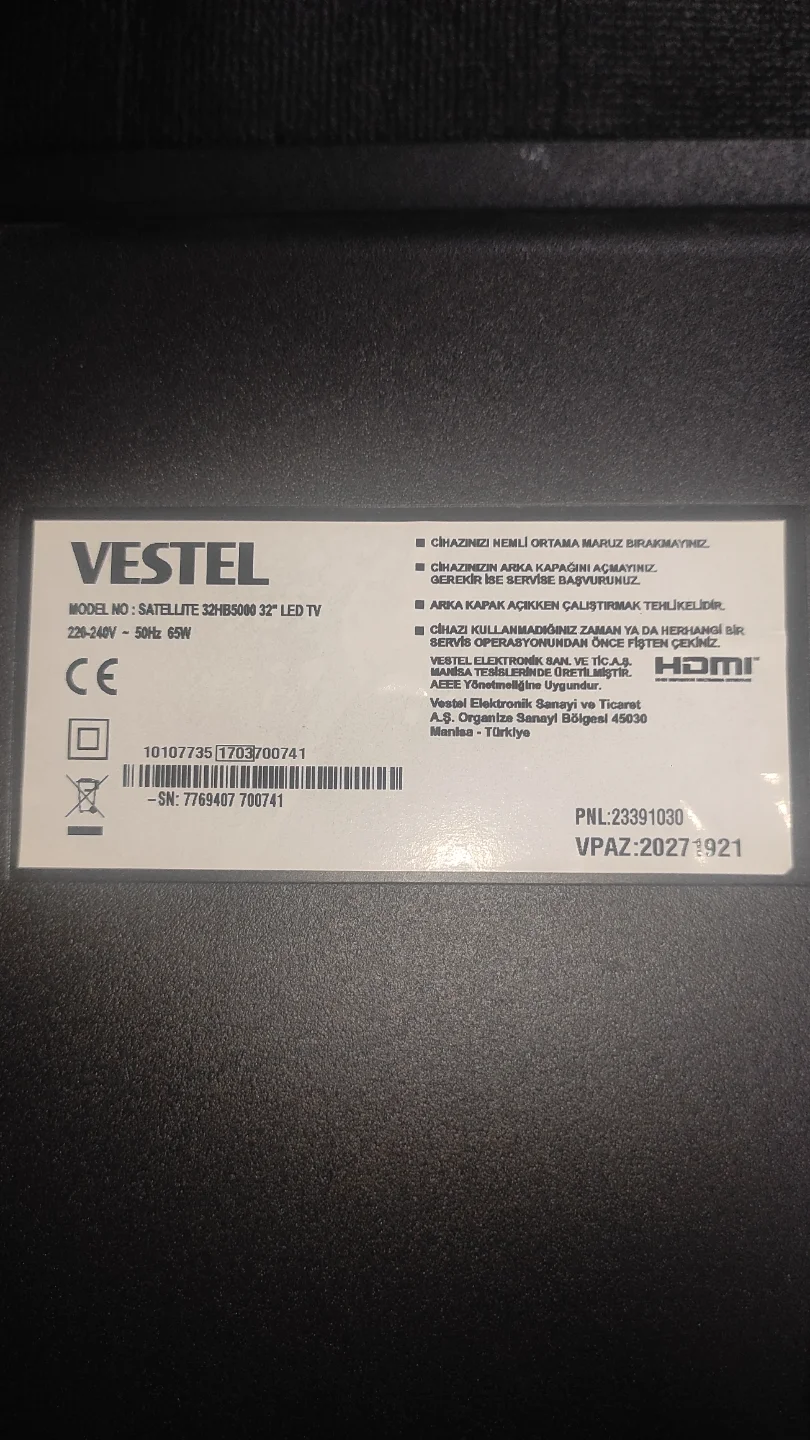 VESTEL
MODEL NO : SATELLITE 32HB5000 32" LED TV
220-240V ~ 50Hz 65W
CE
10107735 1703 700741
–SN: 7769407 700741
■ CİHAZINIZI NEMLİ ORTAMA MARUZ BIRAKMAYINIZ.
■ CİHAZINIZIN ARKA KAPAĞINI AÇMAYINIZ.
GEREKİR İSE SERVİSE BAŞVURUNUZ.
■ ARKA KAPAK AÇIKKEN ÇALIŞTIRMAK TEHLİKELİDİR.
■ CİHAZI KULLANMADIĞINIZ ZAMAN YA DA HERHANGİ BİR
SERVİS OPERASYONUNDAN ÖNCE FİŞTEN ÇEKİNİZ.
VESTEL ELEKTRONİK SAN. VE TİC.A.Ş.
MANİSA TESİSLERİNDE ÜRETİLMİŞTİR.
AEEE Yönetmeliğine Uygundur.
HDMI
Vestel Elektronik Sanayi ve Ticaret
A.Ş. Organize Sanayi Bölgesi 45030
Manisa - Türkiye
PNL:23391030